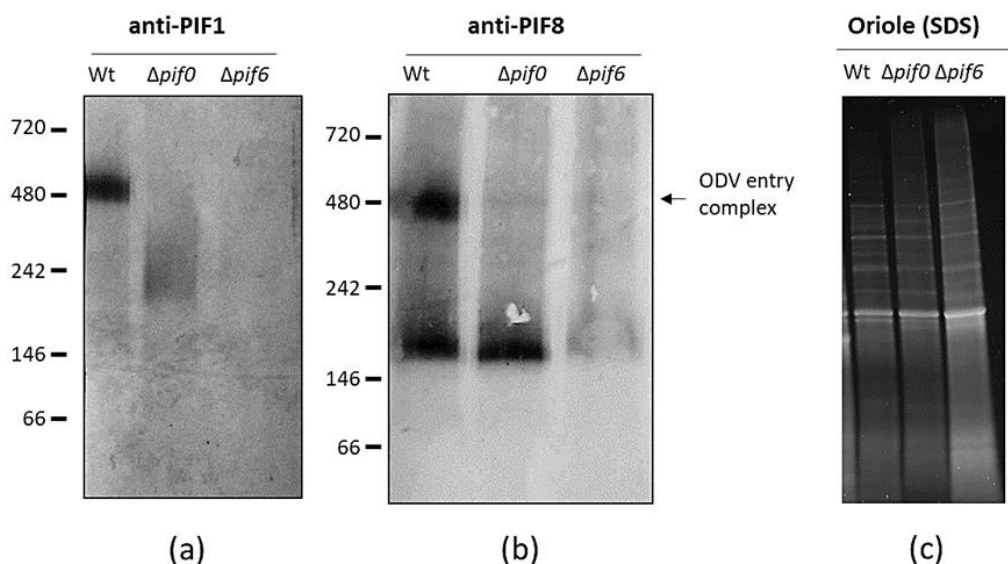 anti-PIF1
Wt Δpif0 Δpif6
720
480
242
146
66
(a)
anti-PIF8
Wt Δpif0 Δpif6
720
480
242
146
66
ODV entry
complex
(b)
Oriole (SDS)
Wt Δpif0 Δpif6
(c)